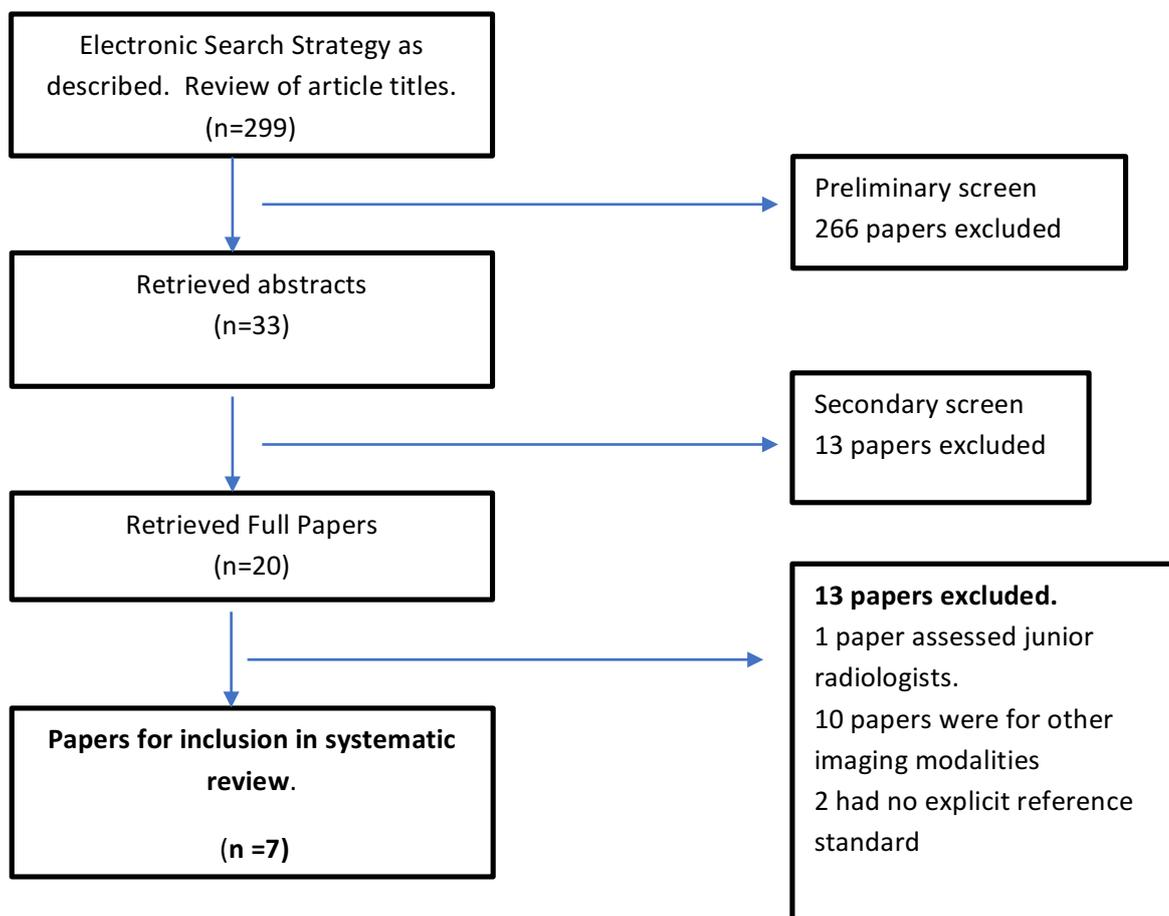 Electronic Search Strategy as
described.  Review of article titles.
(n=299)
Preliminary screen
266 papers excluded
Retrieved abstracts
(n=33)
Secondary screen
13 papers excluded
Retrieved Full Papers
(n=20)
13 papers excluded.
1 paper assessed junior
radiologists.
10 papers were for other
imaging modalities
2 had no explicit reference
standard
Papers for inclusion in systematic
review.
(n =7)